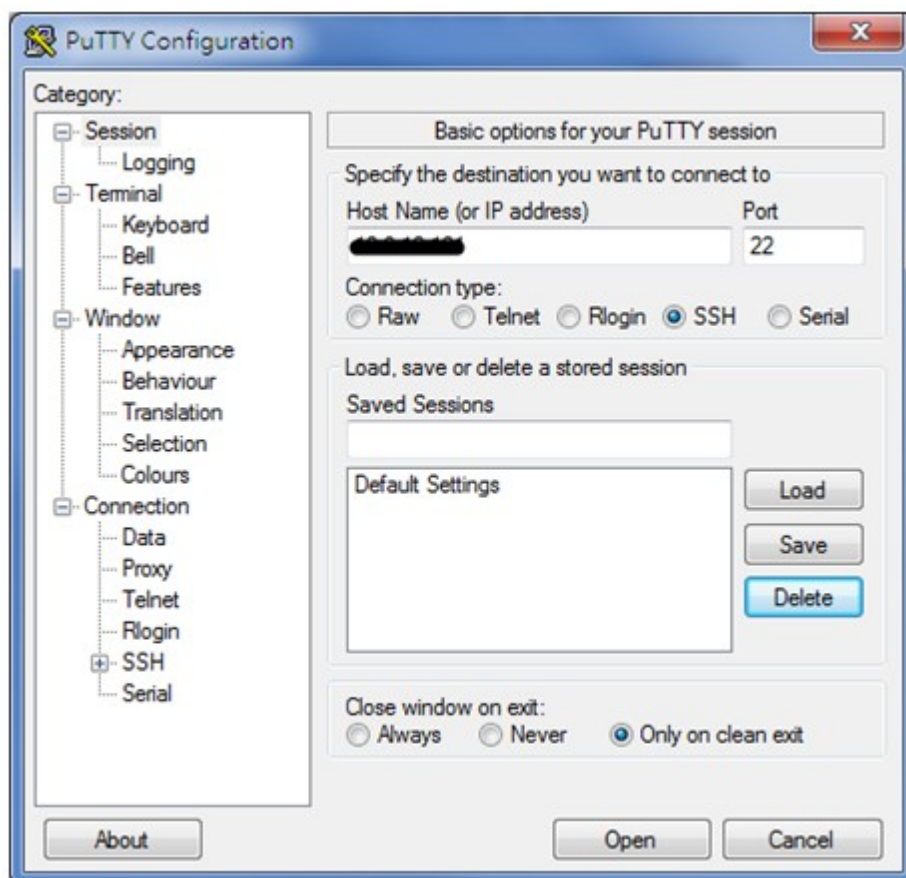 PuTTY Configuration
Category:
Session
Logging
Terminal
Keyboard
Bell
Features
Window
Appearance
Behaviour
Translation
Selection
Colours
Connection
Data
Proxy
Telnet
Rlogin
SSH
Serial
Basic options for your PuTTY session
Specify the destination you want to connect to
Host Name (or IP address) Port
22
Connection type:
Raw Telnet Rlogin SSH Serial
Load, save or delete a stored session
Saved Sessions
Default Settings
Load
Save
Delete
Close window on exit:
Always Never Only on clean exit
About Open Cancel